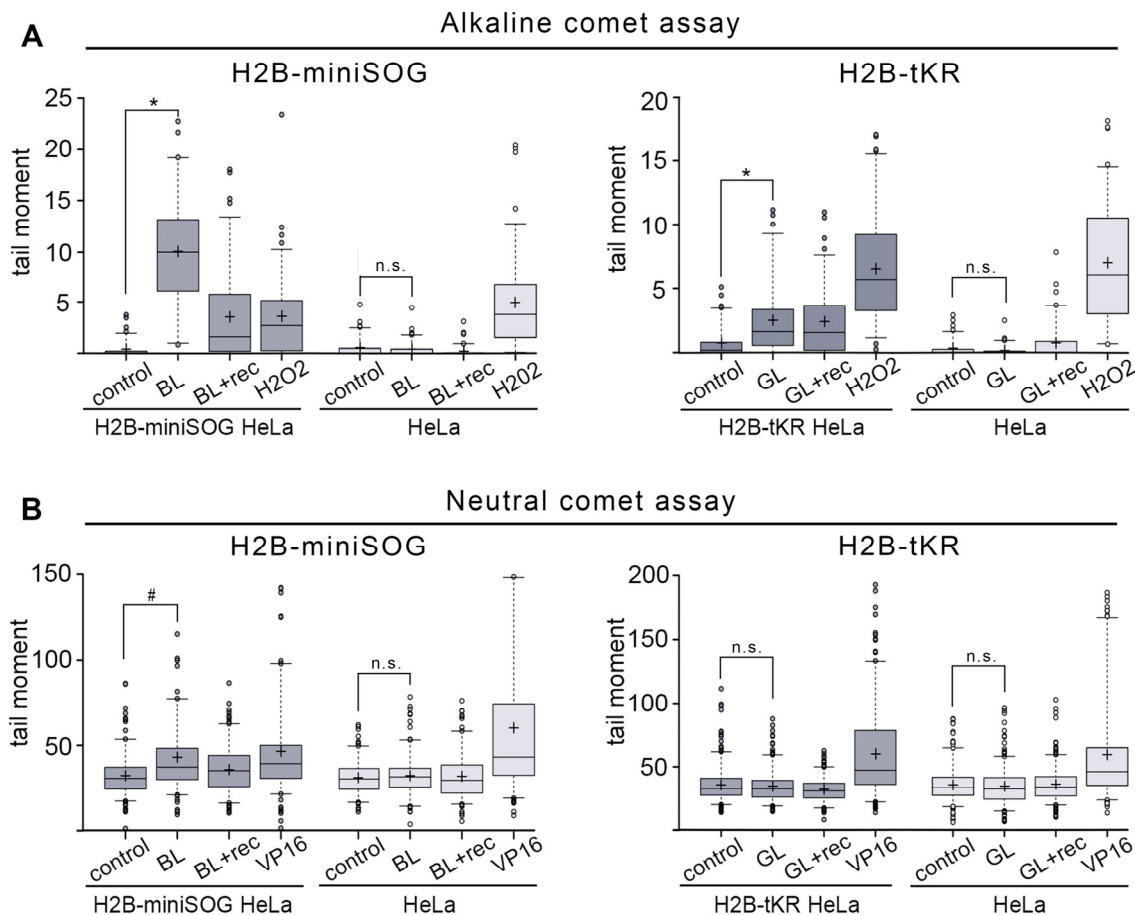 A
Alkaline comet assay
H2B-miniSOG
H2B-tKR
tail moment
25
20
15
10
5
*
n.s.
control
BL
BL+rec
H2O2
control
BL
BL+rec
H202
H2B-miniSOG HeLa
HeLa
tail moment
20
15
10
5
*
n.s.
control
GL
GL+rec
H2O2
control
GL
GL+rec
H2O2
H2B-tKR HeLa
HeLa
B
Neutral comet assay
H2B-miniSOG
H2B-tKR
tail moment
150
100
50
#
n.s.
control
BL
BL+rec
VP16
control
BL
BL+rec
VP16
H2B-miniSOG HeLa
HeLa
tail moment
200
150
100
50
n.s.
n.s.
control
GL
GL+rec
VP16
control
GL
GL+rec
VP16
H2B-tKR HeLa
HeLa